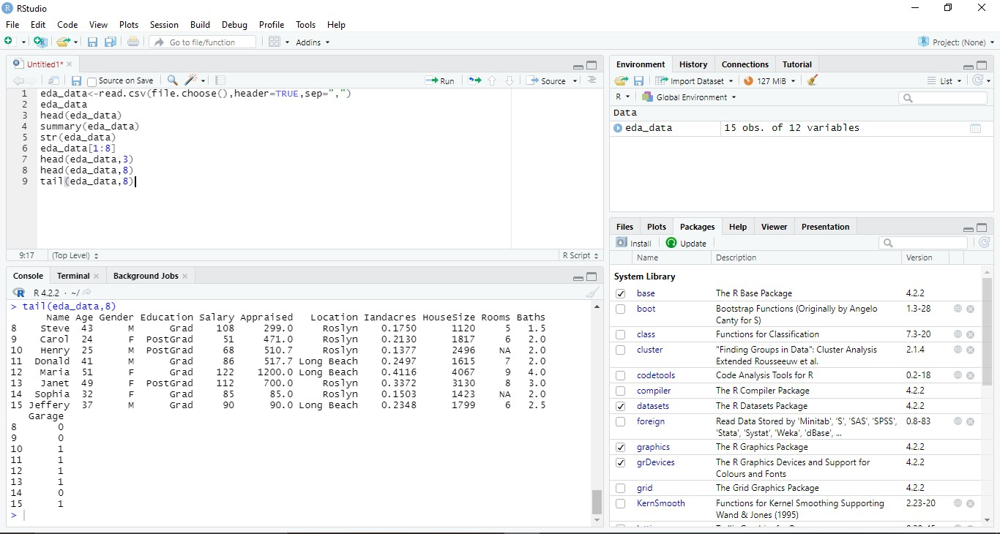 RStudio
File Edit Code View Plots Session Build Debug Profile Tools Help
Go to file/function Addins Project: (None)
Untitled1*
Source on Save Run Source
1 eda_data<-read.csv(file.choose(),header=TRUE,sep=",")
2 eda_data
3 head(eda_data)
4 summary(eda_data)
5 str(eda_data)
6 eda_data[1:8]
7 head(eda_data,3)
8 head(eda_data,8)
9 tail(eda_data,8)
9:17 (Top Level) R Script
Console Terminal Background Jobs
R 4.2.2 · ~/
> tail(eda_data,8)
Name Age Gender Education Salary Appraised Location Iandacres HouseSize Rooms Baths
8 Steve 43 M Grad 108 299.0 Roslyn 0.1750 1120 5 1.5
9 Carol 24 F PostGrad 51 471.0 Roslyn 0.2130 1817 6 2.0
10 Henry 25 M PostGrad 68 510.7 Roslyn 0.1377 2496 NA 2.0
11 Donald 41 M Grad 86 517.7 Long Beach 0.2497 1615 7 2.0
12 Maria 51 F Grad 122 1200.0 Long Beach 0.4116 4067 9 4.0
13 Janet 49 F PostGrad 112 700.0 Roslyn 0.3372 3130 8 3.0
14 Sophia 32 F Grad 85 85.0 Roslyn 0.1503 1423 NA 2.0
15 Jeffery 37 M Grad 90 90.0 Long Beach 0.2348 1799 6 2.5
Garage
8 0
9 0
10 1
11 1
12 1
13 1
14 0
15 1
>
Environment History Connections Tutorial
Import Dataset 127 MiB List
R Global Environment
Data
eda_data 15 obs. of 12 variables
Files Plots Packages Help Viewer Presentation
Install Update
Name Description Version
System Library
base The R Base Package 4.2.2
boot Bootstrap Functions (Originally by Angelo 1.3-28
Canty for S)
class Functions for Classification 7.3-20
cluster "Finding Groups in Data": Cluster Analysis 2.1.4
Extended Rousseeuw et al.
codetools Code Analysis Tools for R 0.2-18
compiler The R Compiler Package 4.2.2
datasets The R Datasets Package 4.2.2
foreign Read Data Stored by 'Minitab', 'S', 'SAS', 'SPSS', 0.8-83
'Stata', 'Systat', 'Weka', 'dBase', ...
graphics The R Graphics Package 4.2.2
grDevices The R Graphics Devices and Support for 4.2.2
Colours and Fonts
grid The Grid Graphics Package 4.2.2
KernSmooth Functions for Kernel Smoothing Supporting 2.23-20
Wand & Jones (1995)